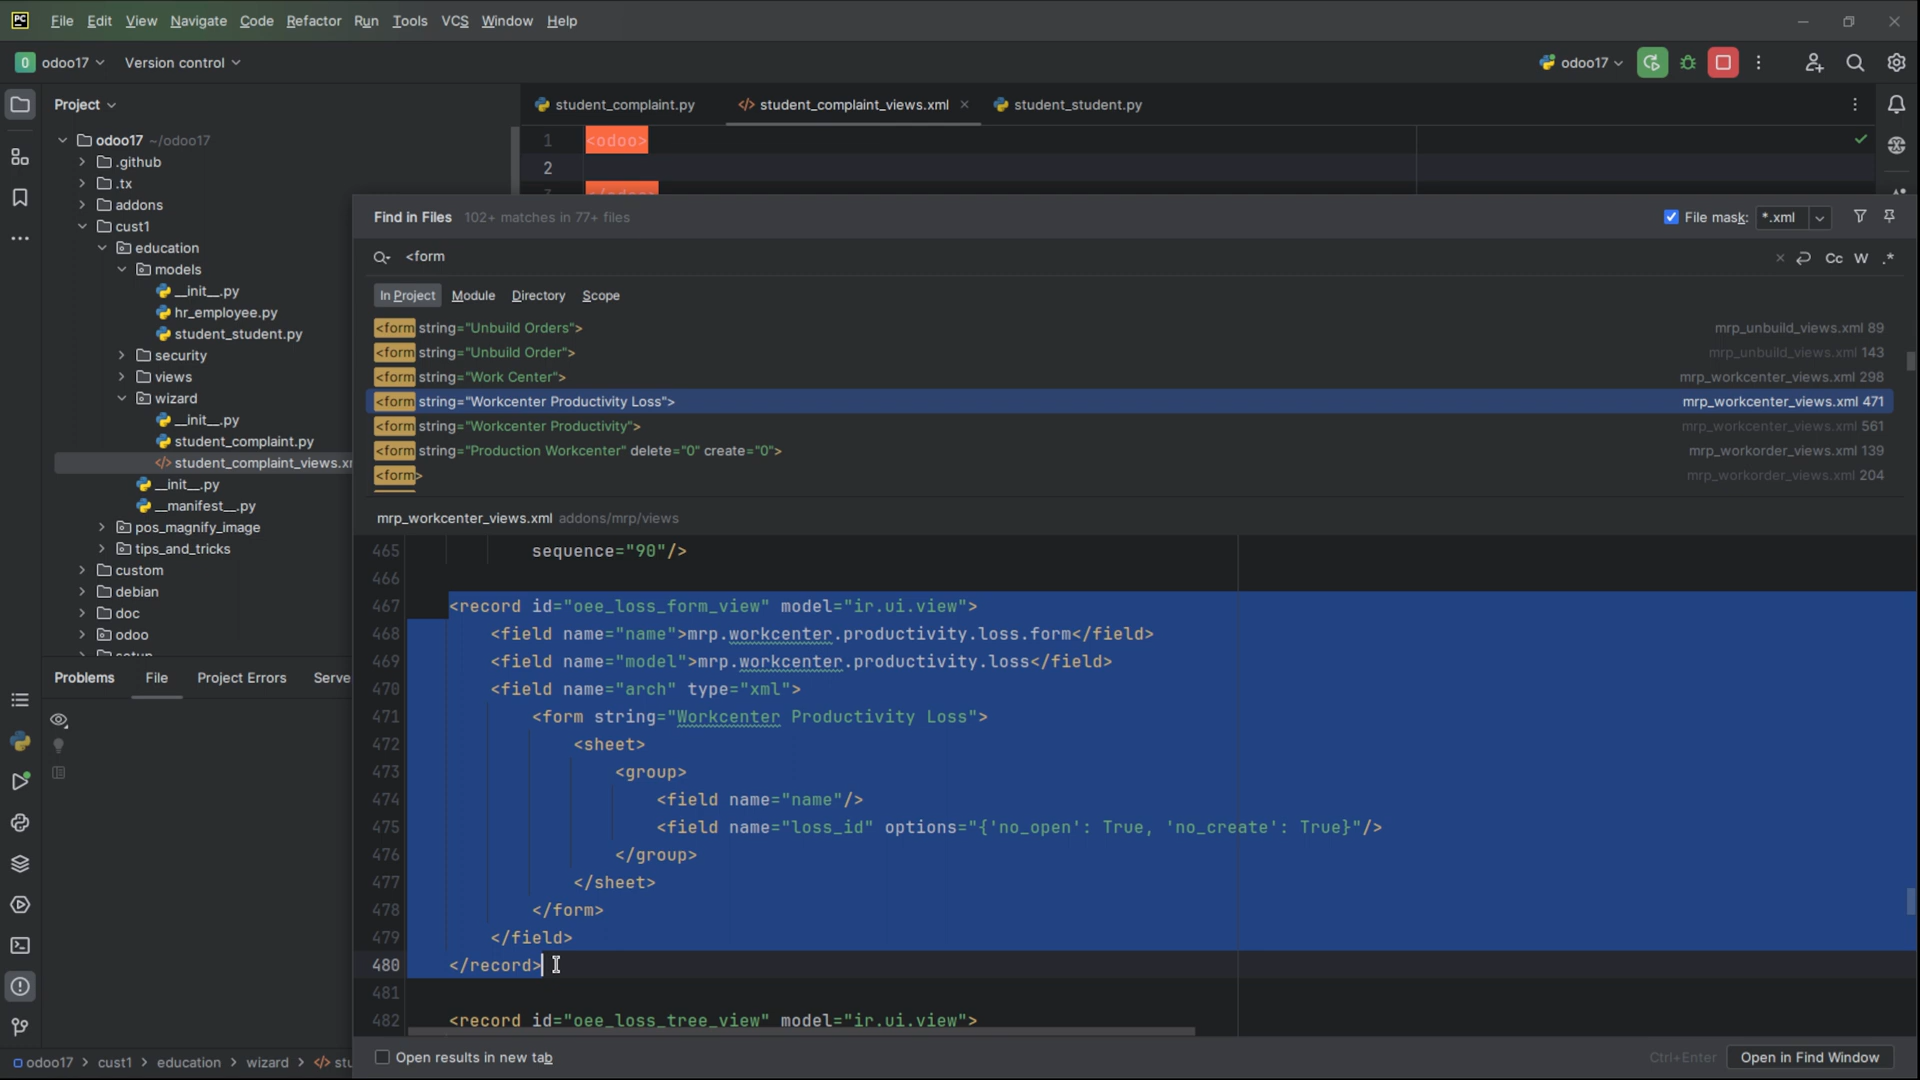 PC File Edit View Navigate Code Refactor Run Tools VCS Window Help
O odoo17 Version control odoo17
Project
student_complaint.py student_complaint_views.xml student_student.py
odoo17 ~/odoo17
.github
.tx
addons
cust1
education
models
__init__.py
hr_employee.py
student_student.py
security
views
wizard
__init__.py
student_complaint.py
student_complaint_views.xm
__init__.py
__manifest__.py
pos_magnify_image
tips_and_tricks
custom
debian
doc
odoo
setup
Problems File Project Errors Serve
1 <odoo>
2
3 </odoo>
Find in Files 102+ matches in 77+ files File mask: *.xml
<form Cc W .*
In Project Module Directory Scope
<form string="Unbuild Orders"> mrp_unbuild_views.xml 89
<form string="Unbuild Order"> mrp_unbuild_views.xml 143
<form string="Work Center"> mrp_workcenter_views.xml 298
<form string="Workcenter Productivity Loss"> mrp_workcenter_views.xml 471
<form string="Workcenter Productivity"> mrp_workcenter_views.xml 561
<form string="Production Workcenter" delete="0" create="0"> mrp_workorder_views.xml 139
<form> mrp_workorder_views.xml 204
mrp_workcenter_views.xml addons/mrp/views
465 sequence="90"/>
466
467 <record id="oee_loss_form_view" model="ir.ui.view">
468 <field name="name">mrp.workcenter.productivity.loss.form</field>
469 <field name="model">mrp.workcenter.productivity.loss</field>
470 <field name="arch" type="xml">
471 <form string="Workcenter Productivity Loss">
472 <sheet>
473 <group>
474 <field name="name"/>
475 <field name="loss_id" options="{'no_open': True, 'no_create': True}"/>
476 </group>
477 </sheet>
478 </form>
479 </field>
480 </record>
481
482 <record id="oee_loss_tree_view" model="ir.ui.view">
Open results in new tab Ctrl+Enter Open in Find Window
odoo17 > cust1 > education > wizard > </> stu